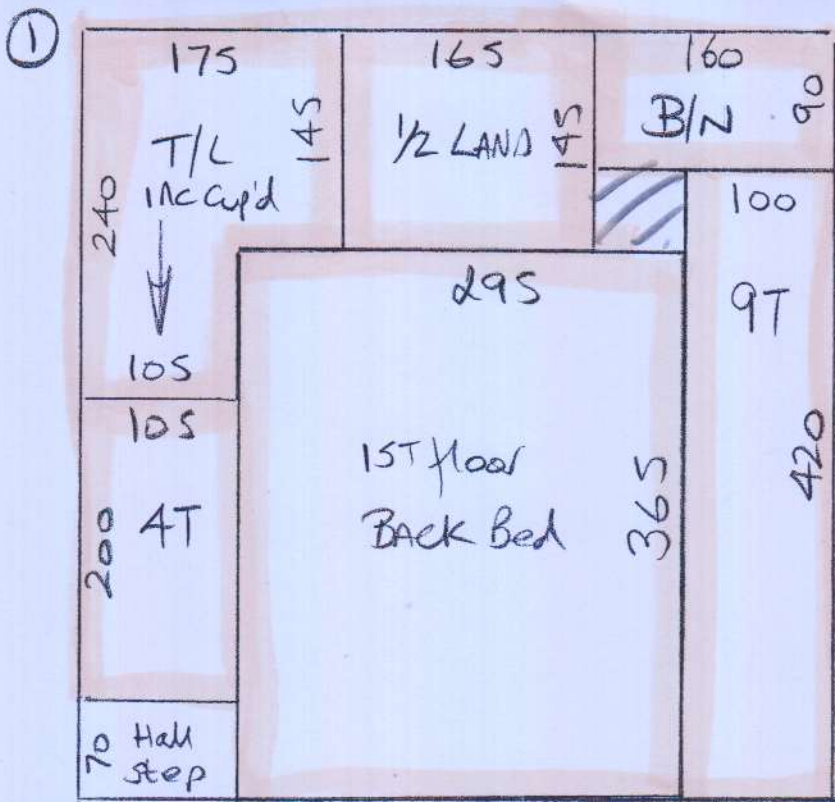 1
175
165
160
T/L
inc Cup'd
145
1/2 LAND
145
B/N
90
240
105
295
100
9T
105
4T
200
1ST floor
Back Bed
365
420
70
Hall
step